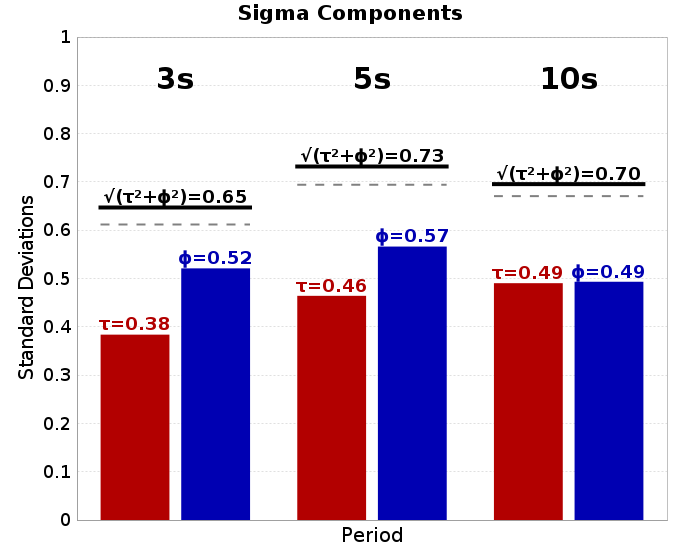 Sigma Components
1
0.9
0.8
0.7
0.6
0.5
0.4
0.3
0.2
0.1
0
Standard Deviations
3s
5s
10s
√(τ²+ϕ²)=0.65
√(τ²+ϕ²)=0.73
√(τ²+ϕ²)=0.70
τ=0.38
ϕ=0.52
τ=0.46
ϕ=0.57
τ=0.49
ϕ=0.49
Period